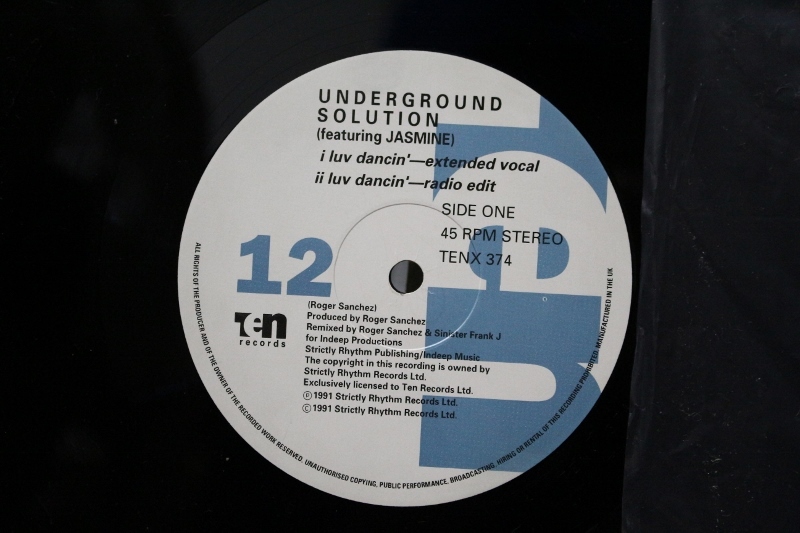 UNDERGROUND
SOLUTION
(featuring JASMINE)
i luv dancin'—extended vocal
ii luv dancin'—radio edit
SIDE ONE
45 RPM STEREO
TENX 374
12
Ten
records
(Roger Sanchez)
Produced by Roger Sanchez
Remixed by Roger Sanchez & Sinister Frank J
for Indeep Productions
Strictly Rhythm Publishing/Indeep Music
The copyright in this recording is owned by
Strictly Rhythm Records Ltd.
Exclusively licensed to Ten Records Ltd.
℗ 1991 Strictly Rhythm Records Ltd.
© 1991 Strictly Rhythm Records Ltd.
ALL RIGHTS OF THE PRODUCER AND OF THE OWNER OF THE RECORDED WORK RESERVED. UNAUTHORISED COPYING, PUBLIC PERFORMANCE, BROADCASTING, HIRING OR RENTAL OF THIS RECORDING PROHIBITED. MANUFACTURED IN THE UK